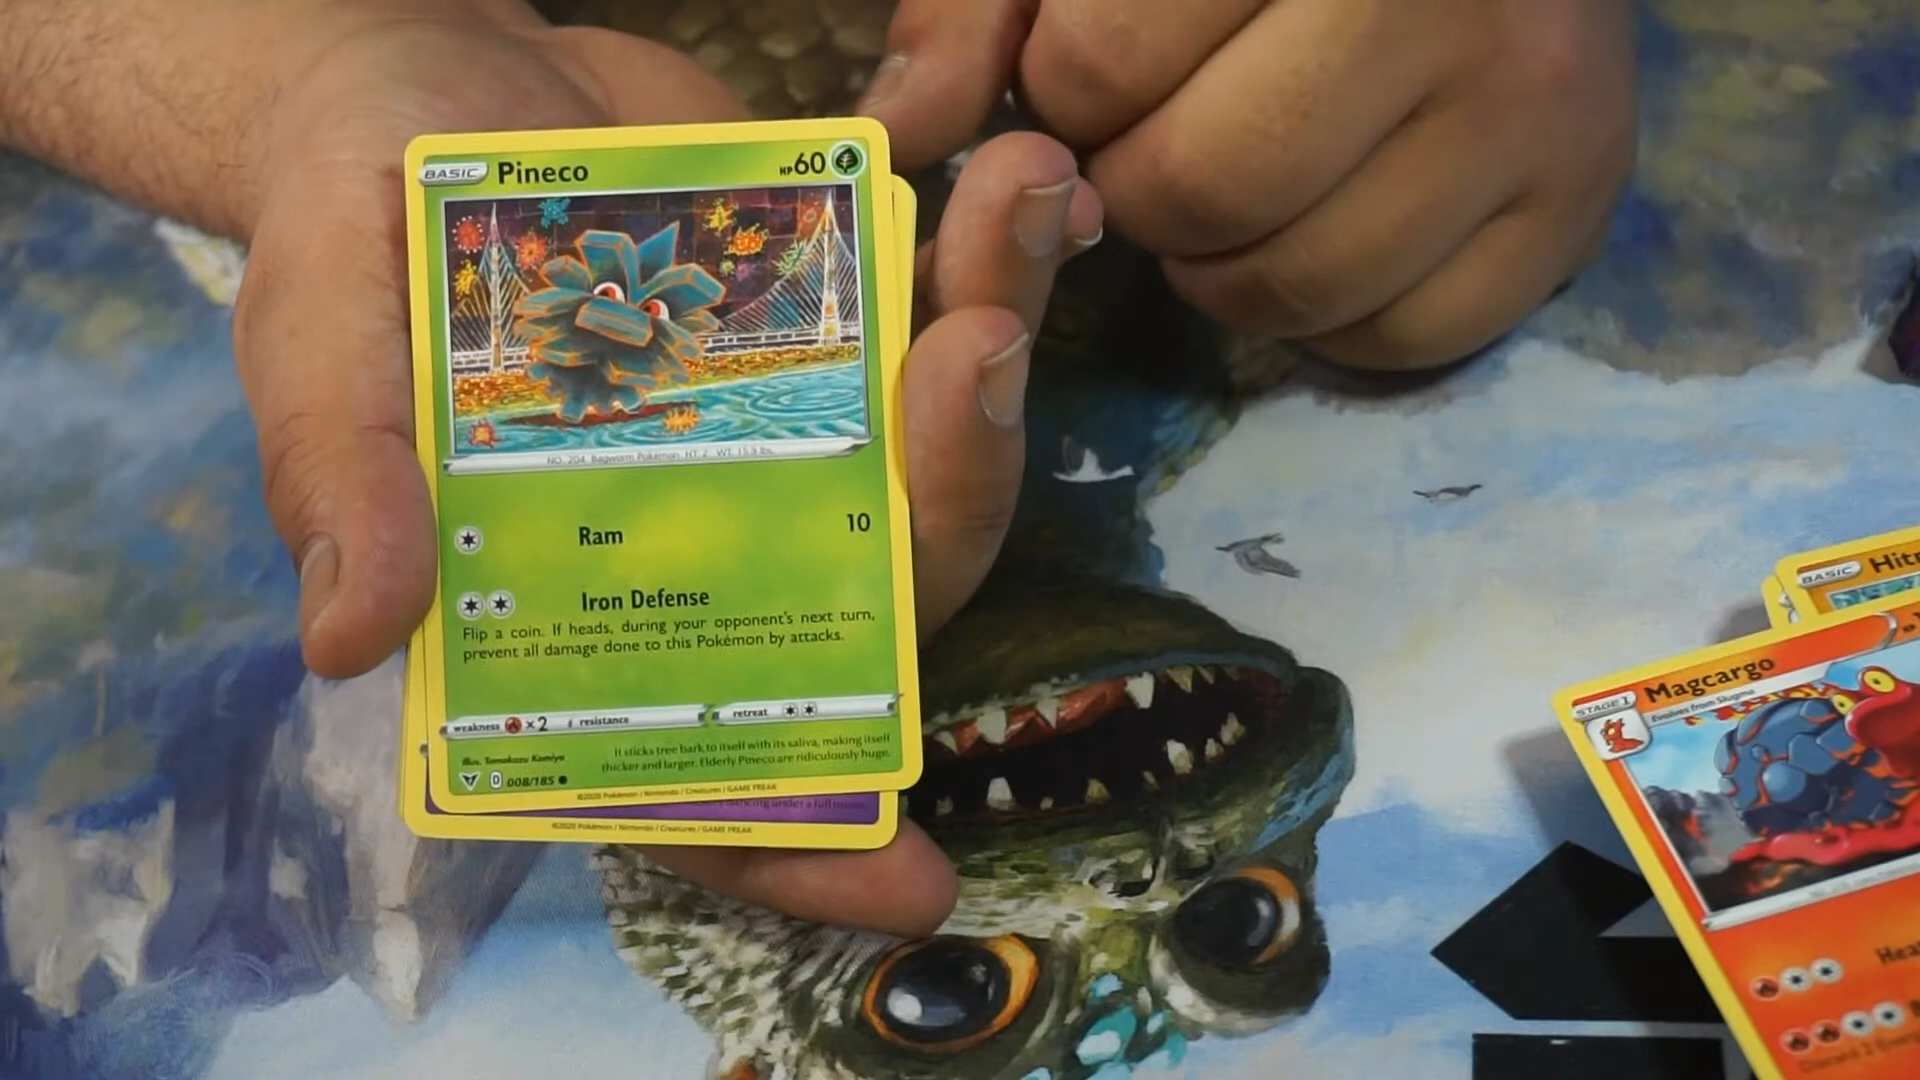 BASIC Pineco HP60
NO. 204 Bagworm Pokémon HT: 2' WT: 15.9 lbs.
Ram 10
Iron Defense
Flip a coin. If heads, during your opponent's next turn,
prevent all damage done to this Pokémon by attacks.
weakness ×2 resistance retreat
Illus. Tomokazu Komiya
It sticks tree bark to itself with its saliva, making itself
thicker and larger. Elderly Pineco are ridiculously huge.
D 008/185
©2020 Pokémon / Nintendo / Creatures / GAME FREAK
dancing under a full moon.
©2020 Pokémon / Nintendo / Creatures / GAME FREAK
BASIC
STAGE 1 Magcargo
Evolves from Slugma